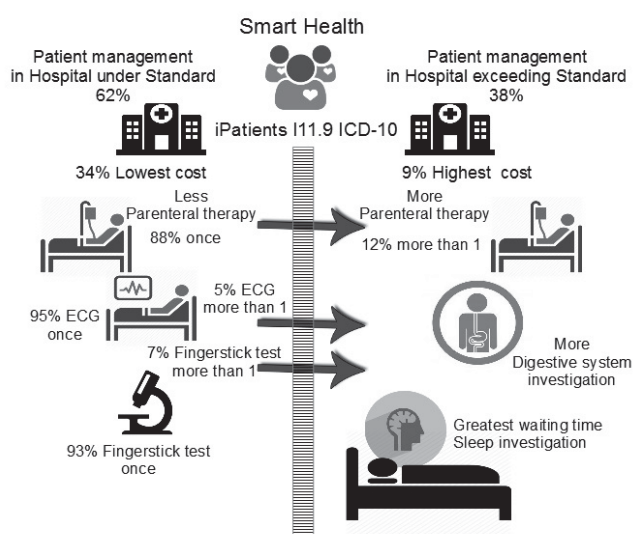 Smart Health
Patient management
in Hospital under Standard
62%
Patient management
in Hospital exceeding Standard
38%
iPatients I11.9 ICD-10
34% Lowest cost
9% Highest cost
Less
Parenteral therapy
88% once
More
Parenteral therapy
12% more than 1
95% ECG
once
5% ECG
more than 1
7% Fingerstick test
more than 1
More
Digestive system
investigation
93% Fingerstick test
once
Greatest waiting time
Sleep investigation